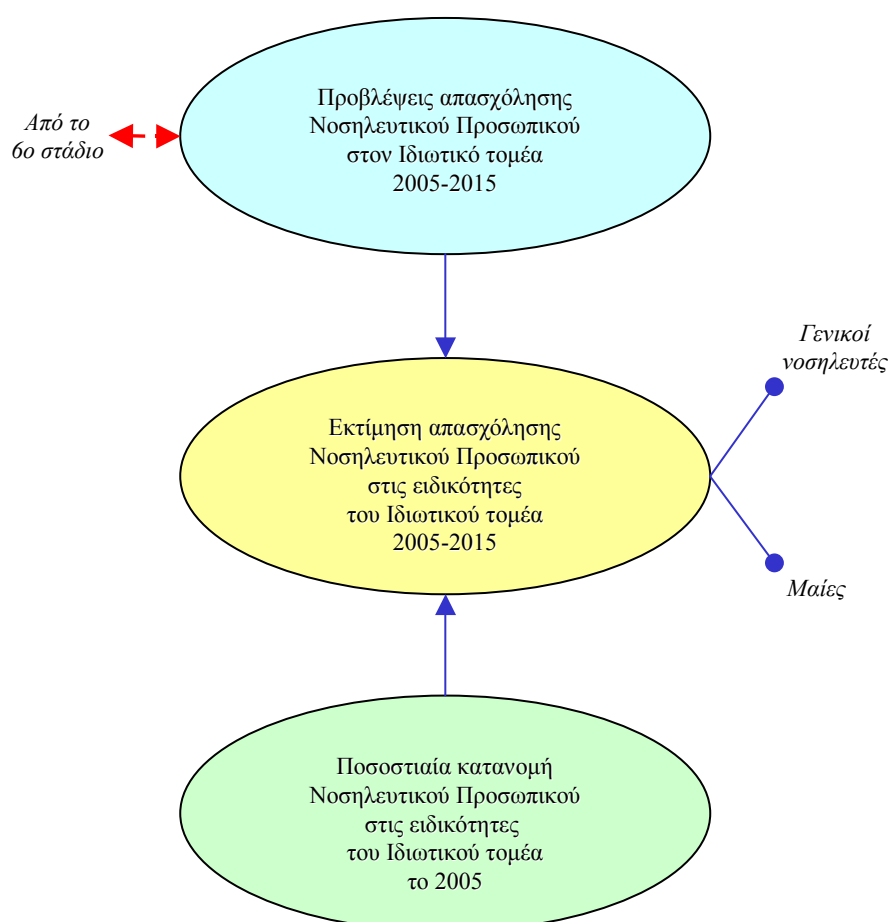 Προβλέψεις απασχόλησης
Νοσηλευτικού Προσωπικού
στον Ιδιωτικό τομέα
2005-2015
Από το
6ο στάδιο
Γενικοί
νοσηλευτές
Εκτίμηση απασχόλησης
Νοσηλευτικού Προσωπικού
στις ειδικότητες
του Ιδιωτικού τομέα
2005-2015
Μαίες
Ποσοστιαία κατανομή
Νοσηλευτικού Προσωπικού
στις ειδικότητες
του Ιδιωτικού τομέα
το 2005